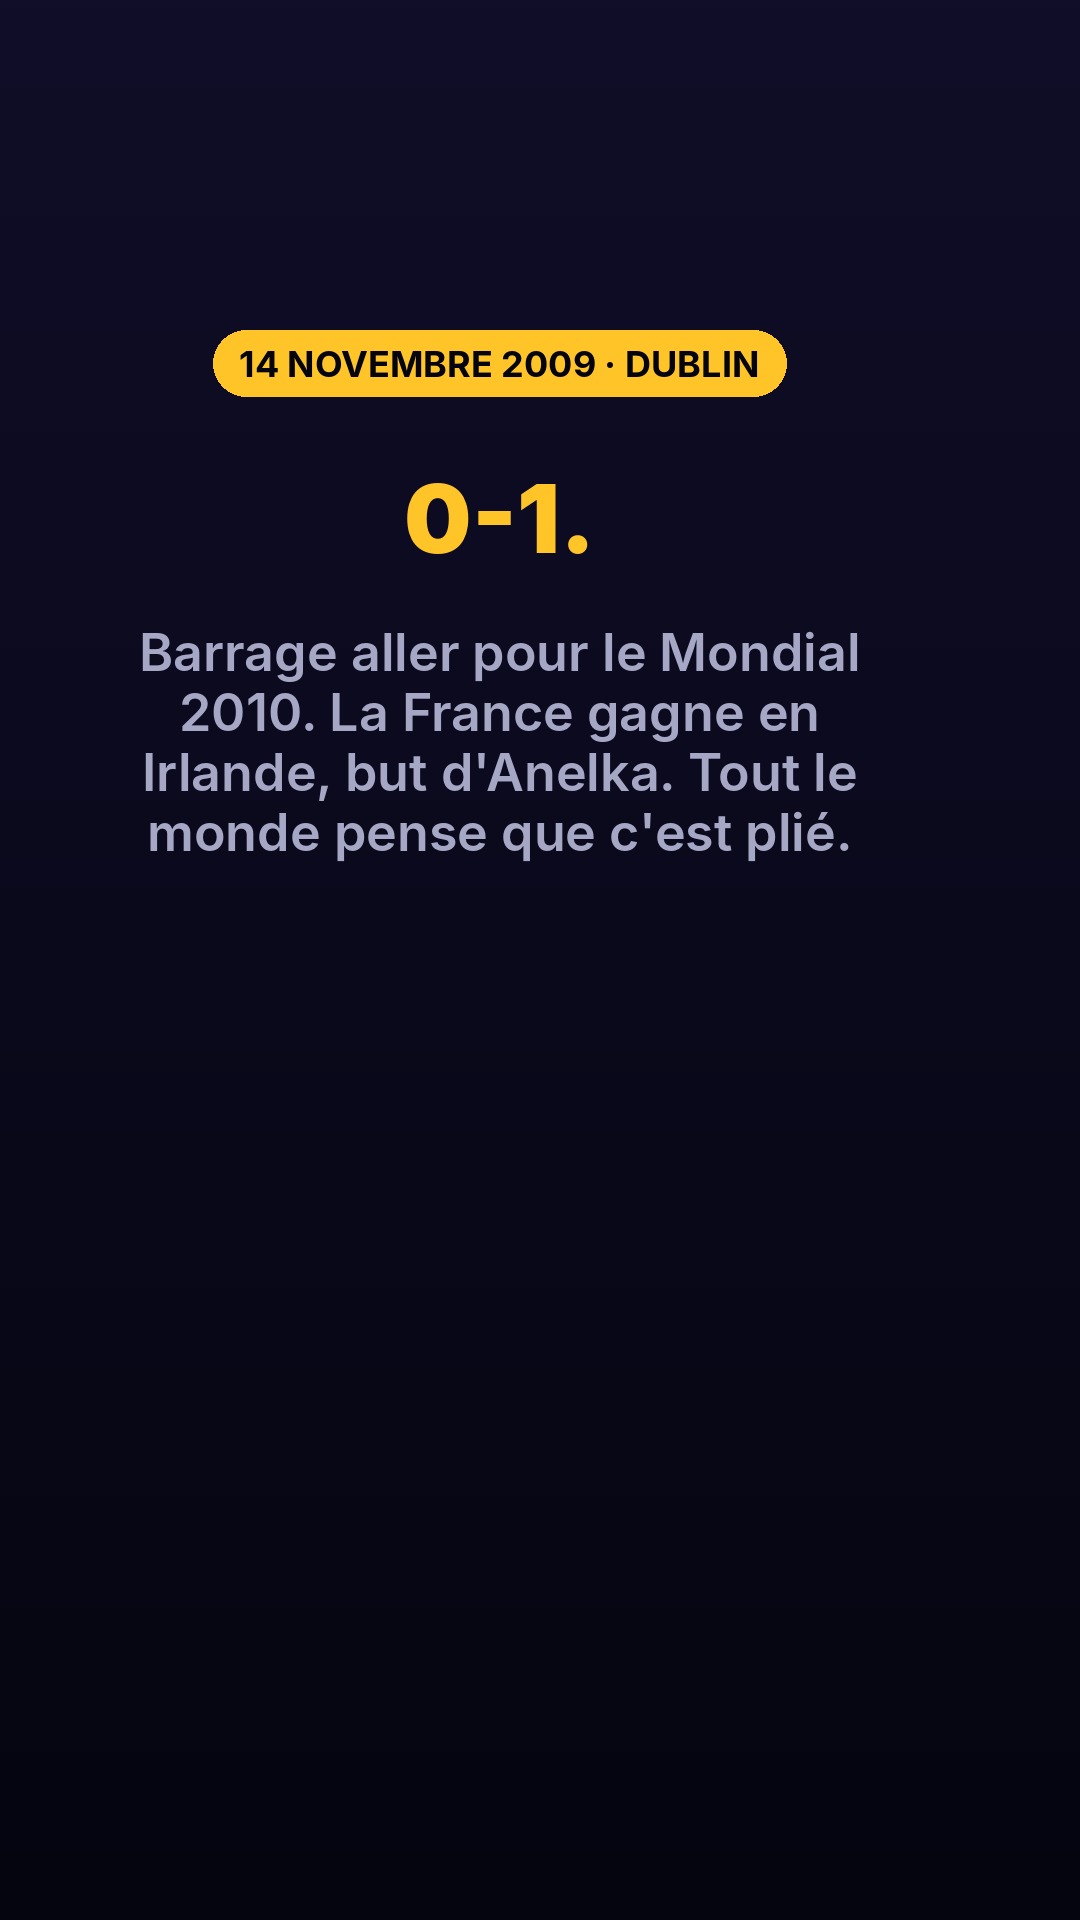 14 NOVEMBRE 2009 · DUBLIN
0-1.
Barrage aller pour le Mondial
2010. La France gagne en
Irlande, but d'Anelka. Tout le
monde pense que c'est plié.